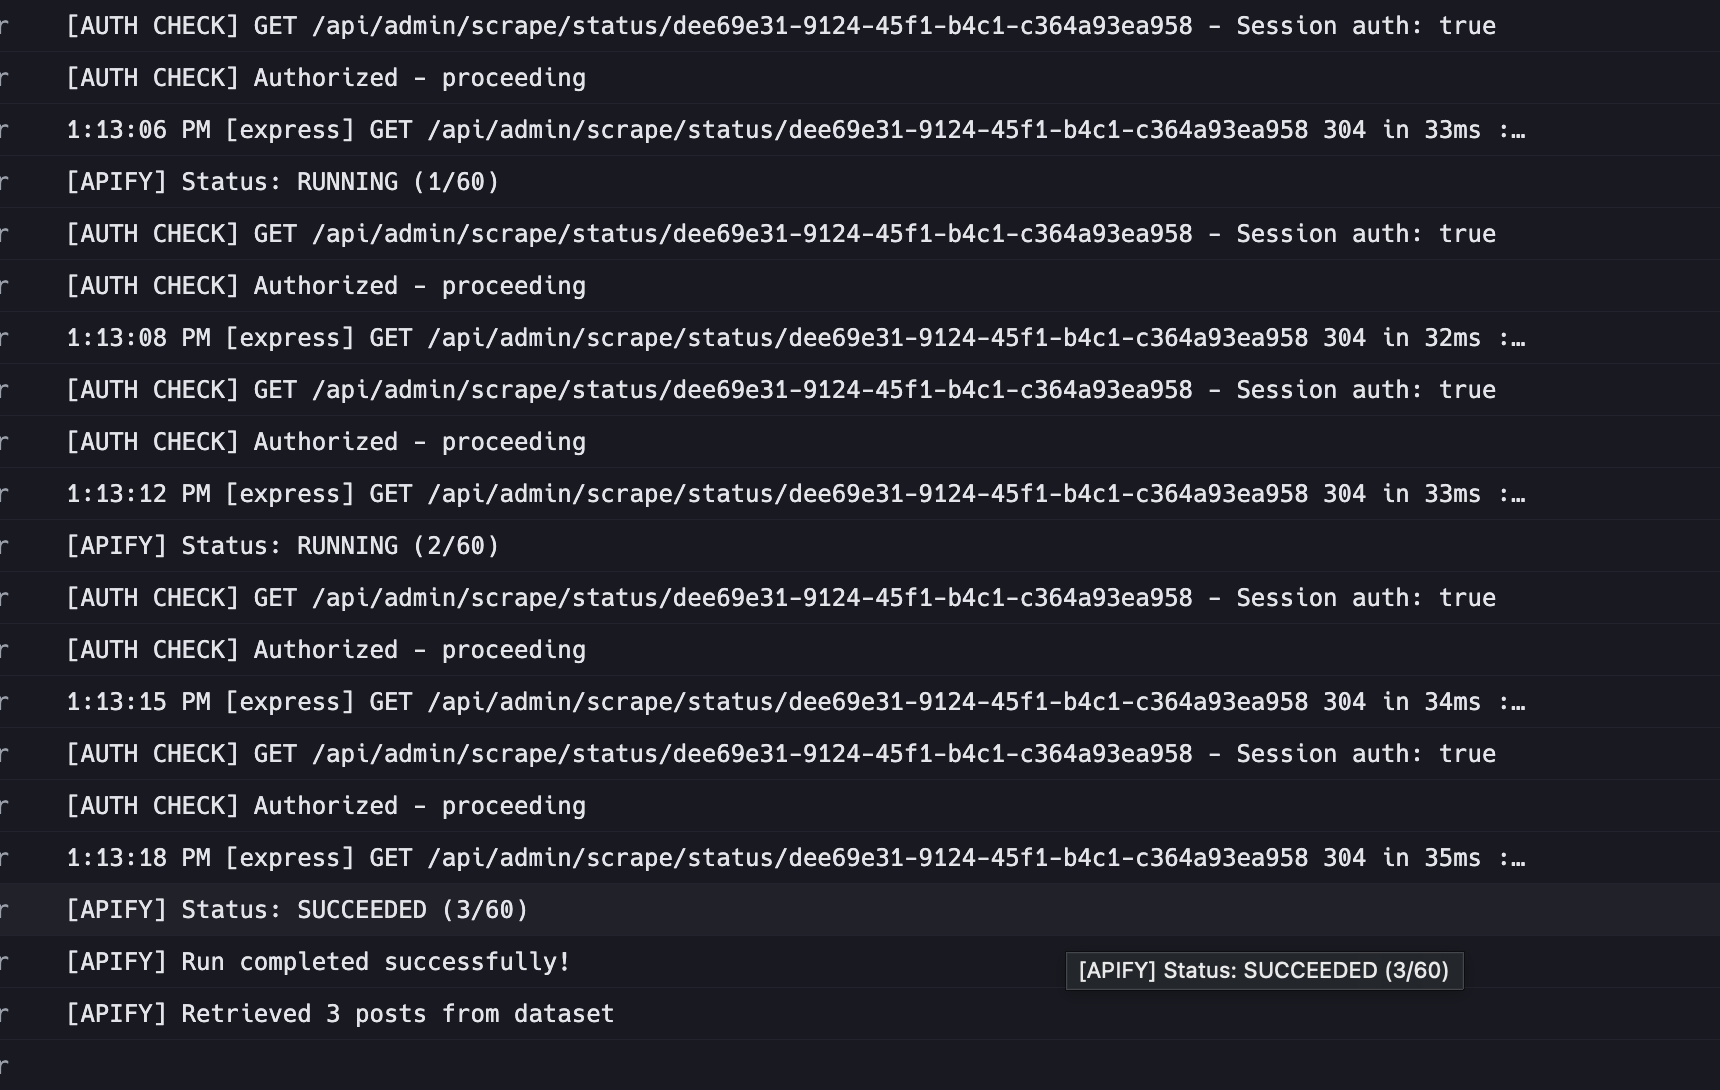 r [AUTH CHECK] GET /api/admin/scrape/status/dee69e31-9124-45f1-b4c1-c364a93ea958 - Session auth: true
r [AUTH CHECK] Authorized - proceeding
r 1:13:06 PM [express] GET /api/admin/scrape/status/dee69e31-9124-45f1-b4c1-c364a93ea958 304 in 33ms :…
r [APIFY] Status: RUNNING (1/60)
r [AUTH CHECK] GET /api/admin/scrape/status/dee69e31-9124-45f1-b4c1-c364a93ea958 - Session auth: true
r [AUTH CHECK] Authorized - proceeding
r 1:13:08 PM [express] GET /api/admin/scrape/status/dee69e31-9124-45f1-b4c1-c364a93ea958 304 in 32ms :…
r [AUTH CHECK] GET /api/admin/scrape/status/dee69e31-9124-45f1-b4c1-c364a93ea958 - Session auth: true
r [AUTH CHECK] Authorized - proceeding
r 1:13:12 PM [express] GET /api/admin/scrape/status/dee69e31-9124-45f1-b4c1-c364a93ea958 304 in 33ms :…
r [APIFY] Status: RUNNING (2/60)
r [AUTH CHECK] GET /api/admin/scrape/status/dee69e31-9124-45f1-b4c1-c364a93ea958 - Session auth: true
r [AUTH CHECK] Authorized - proceeding
r 1:13:15 PM [express] GET /api/admin/scrape/status/dee69e31-9124-45f1-b4c1-c364a93ea958 304 in 34ms :…
r [AUTH CHECK] GET /api/admin/scrape/status/dee69e31-9124-45f1-b4c1-c364a93ea958 - Session auth: true
r [AUTH CHECK] Authorized - proceeding
r 1:13:18 PM [express] GET /api/admin/scrape/status/dee69e31-9124-45f1-b4c1-c364a93ea958 304 in 35ms :…
r [APIFY] Status: SUCCEEDED (3/60)
r [APIFY] Run completed successfully!
[APIFY] Status: SUCCEEDED (3/60)
r [APIFY] Retrieved 3 posts from dataset
r